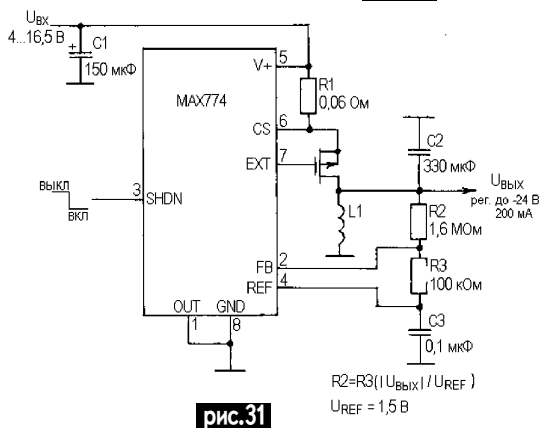 UВХ
4...16,5 В
C1
150 мкФ
MAX774
V+
5
R1
0,06 Ом
CS
6
EXT
7
C2
330 мкФ
ВЫКЛ
ВКЛ
3
SHDN
UВЫХ
рег. до -24 В
200 мА
L1
R2
1,6 МОм
FB
2
REF
4
R3
100 кОм
OUT
GND
1
8
C3
0,1 мкФ
R2=R3(|UВЫХ|/UREF)
UREF = 1,5 В
рис.31